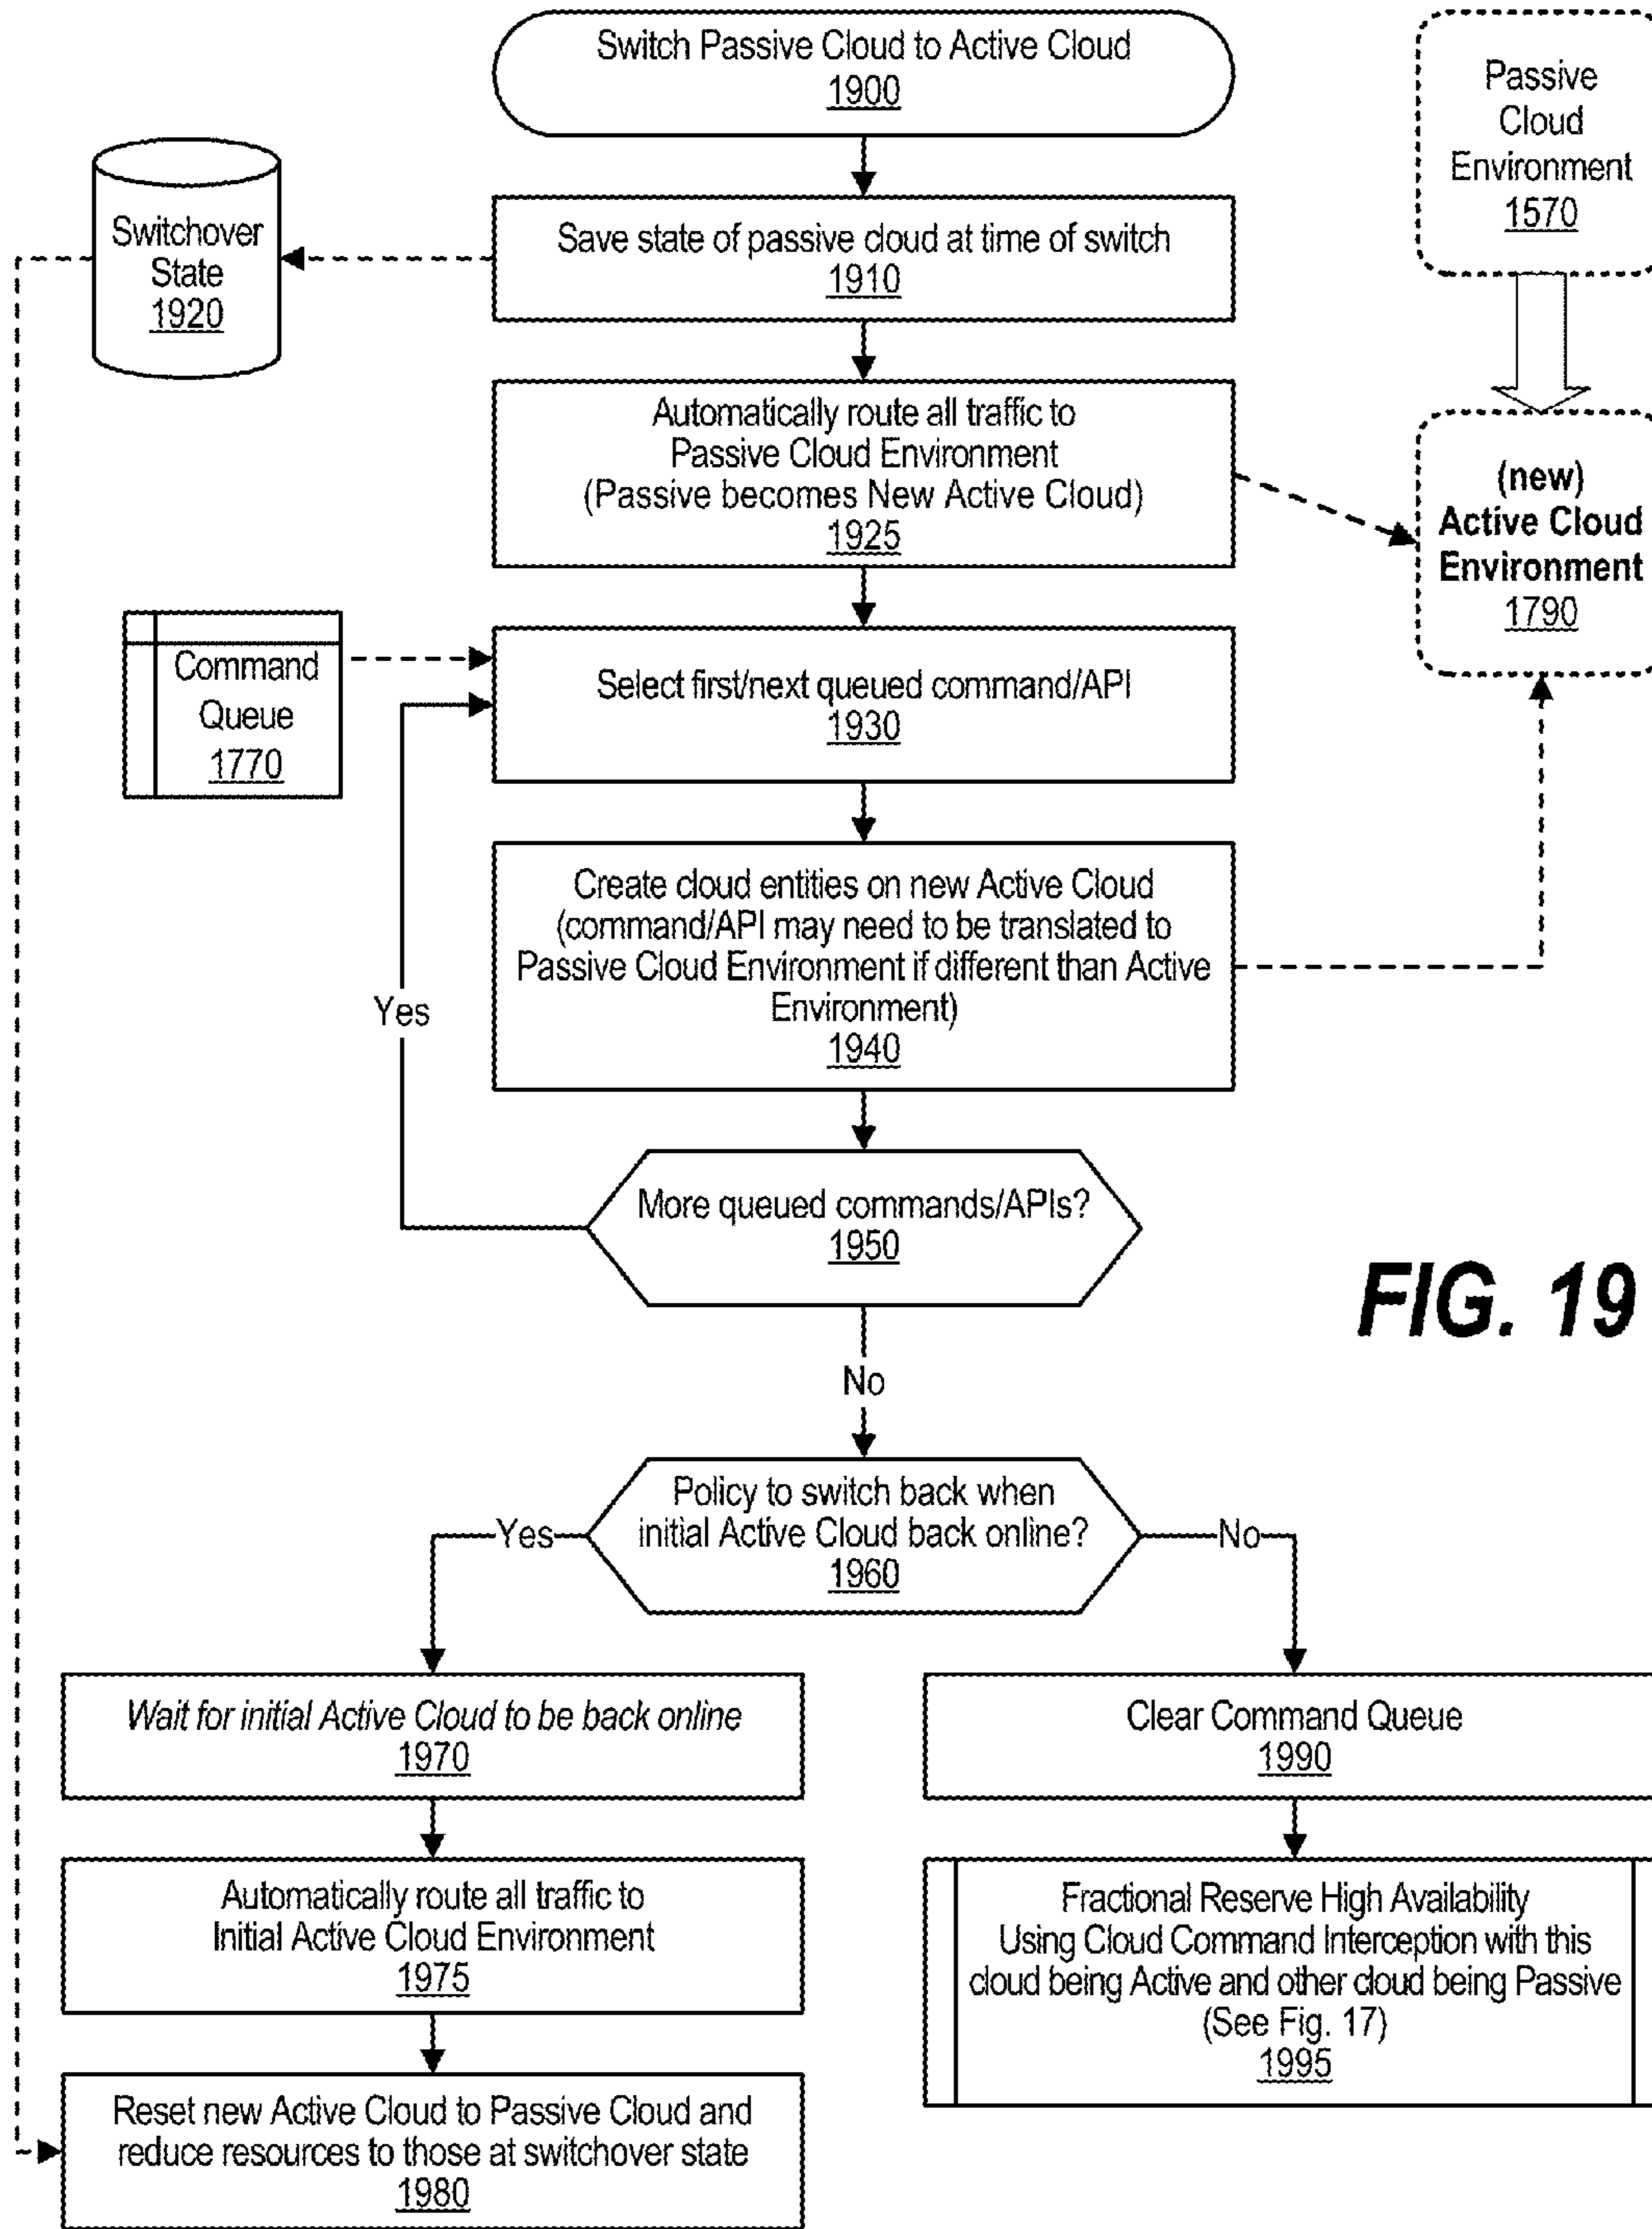 Switch Passive Cloud to Active Cloud
1900
Passive
Cloud
Environment
1570
Switchover
State
1920
Save state of passive cloud at time of switch
1910
Automatically route all traffic to
Passive Cloud Environment
(Passive becomes New Active Cloud)
1925
(new)
Active Cloud
Environment
1790
Command
Queue
1770
Select first/next queued command/API
1930
Create cloud entities on new Active Cloud
(command/API may need to be translated to
Passive Cloud Environment if different than Active
Environment)
1940
Yes
More queued commands/APIs?
1950
FIG. 19
No
Policy to switch back when
initial Active Cloud back online?
1960
Yes
No
Wait for initial Active Cloud to be back online
1970
Clear Command Queue
1990
Automatically route all traffic to
Initial Active Cloud Environment
1975
Fractional Reserve High Availability
Using Cloud Command Interception with this
cloud being Active and other cloud being Passive
(See Fig. 17)
1995
Reset new Active Cloud to Passive Cloud and
reduce resources to those at switchover state
1980